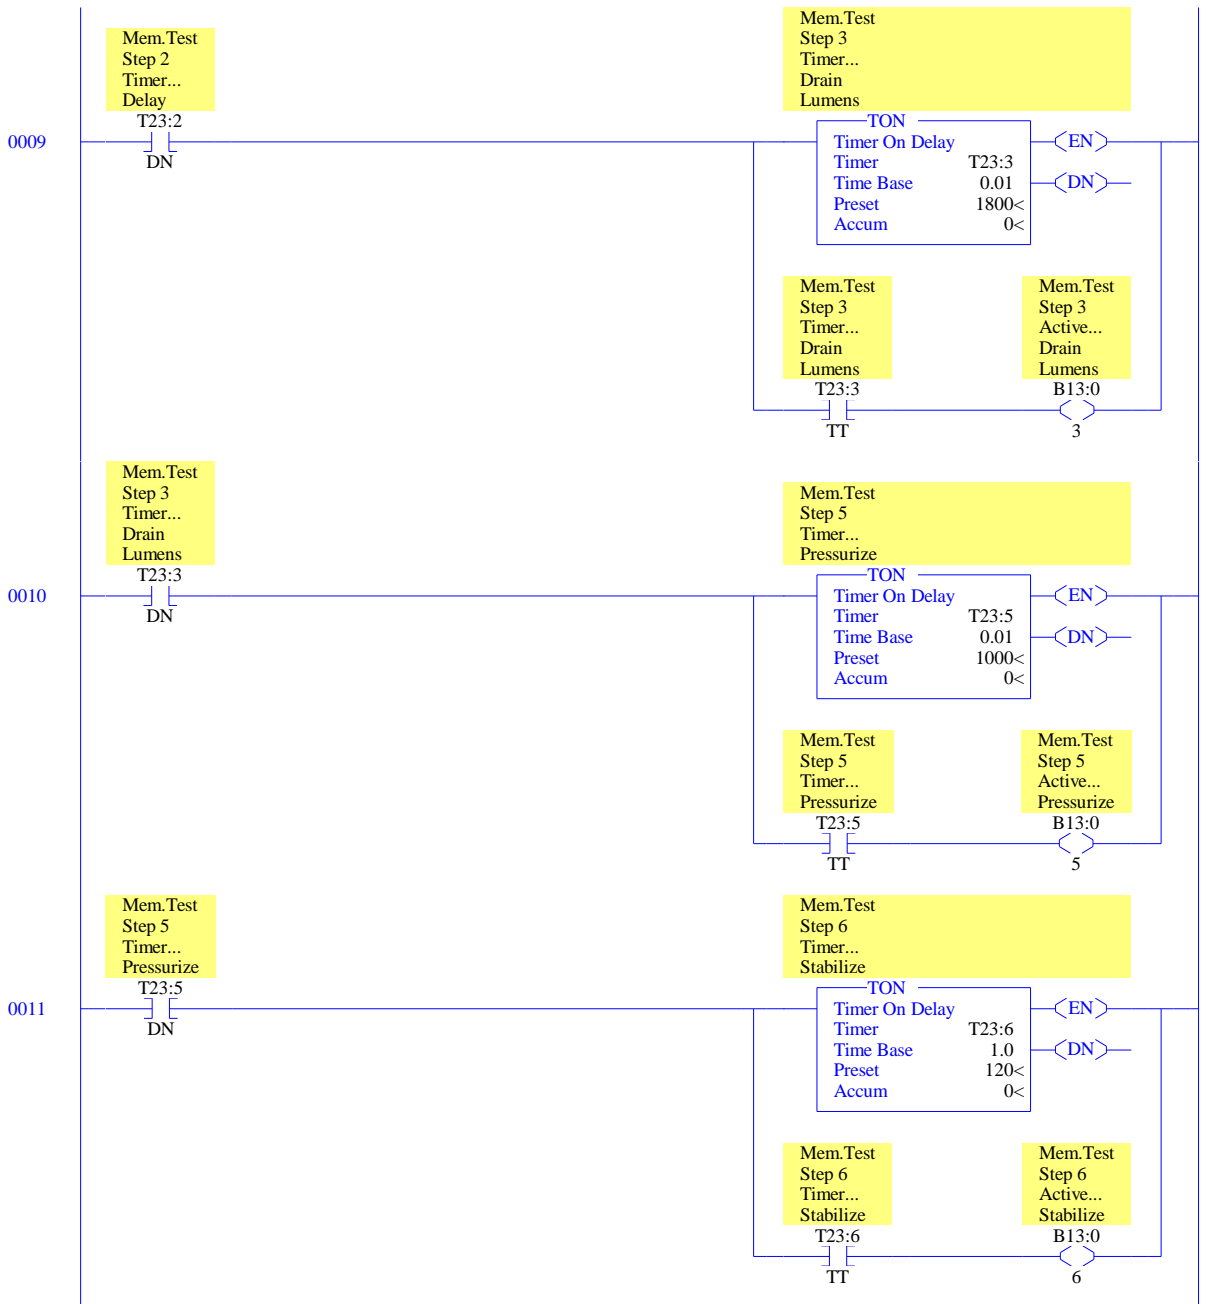 Mem.Test
Step 2
Timer...
Delay
T23:2
DN
Mem.Test
Step 3
Timer...
Drain
Lumens
0009
TON
Timer On Delay
Timer T23:3
Time Base 0.01
Preset 1800<
Accum 0<
EN
DN
Mem.Test
Step 3
Timer...
Drain
Lumens
T23:3
TT
Mem.Test
Step 3
Active...
Drain
Lumens
B13:0
3
Mem.Test
Step 3
Timer...
Drain
Lumens
T23:3
DN
Mem.Test
Step 5
Timer...
Pressurize
0010
TON
Timer On Delay
Timer T23:5
Time Base 0.01
Preset 1000<
Accum 0<
EN
DN
Mem.Test
Step 5
Timer...
Pressurize
T23:5
TT
Mem.Test
Step 5
Active...
Pressurize
B13:0
5
Mem.Test
Step 5
Timer...
Pressurize
T23:5
DN
Mem.Test
Step 6
Timer...
Stabilize
0011
TON
Timer On Delay
Timer T23:6
Time Base 1.0
Preset 120<
Accum 0<
EN
DN
Mem.Test
Step 6
Timer...
Stabilize
T23:6
TT
Mem.Test
Step 6
Active...
Stabilize
B13:0
6